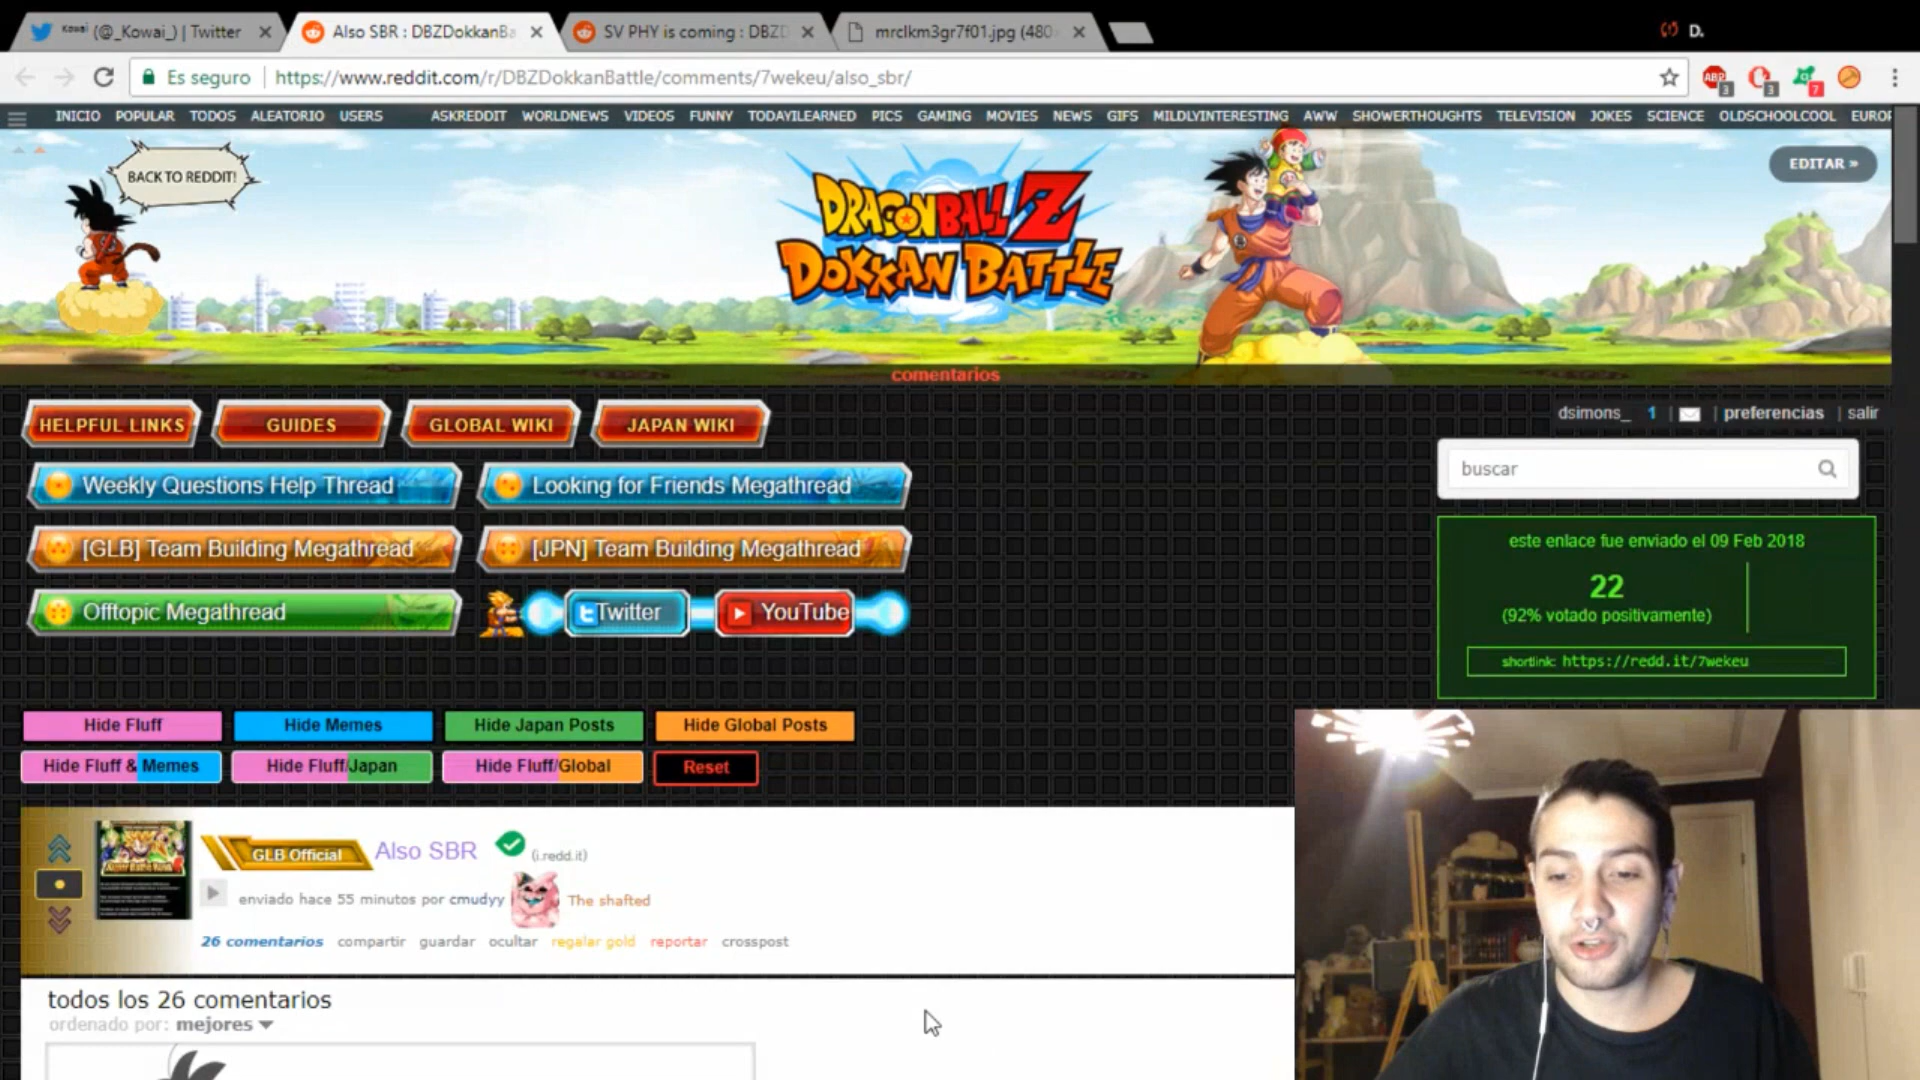 Kowai (@_Kowai_) | Twitter
Also SBR : DBZDokkanBa
SV PHY is coming : DBZD
mrclkm3gr7f01.jpg (480
D.
Es seguro
https://www.reddit.com/r/DBZDokkanBattle/comments/7wekeu/also_sbr/
ABP
3
3
7
INICIO POPULAR TODOS ALEATORIO USERS ASKREDDIT WORLDNEWS VIDEOS FUNNY TODAYILEARNED PICS GAMING MOVIES NEWS GIFS MILDLYINTERESTING AWW SHOWERTHOUGHTS TELEVISION JOKES SCIENCE OLDSCHOOLCOOL EUROP
BACK TO REDDIT!
DRAGONBALL Z
DOKKAN BATTLE
EDITAR »
comentarios
HELPFUL LINKS
GUIDES
GLOBAL WIKI
JAPAN WIKI
dsimons_ 1 | | preferencias | salir
Weekly Questions Help Thread
Looking for Friends Megathread
buscar
[GLB] Team Building Megathread
[JPN] Team Building Megathread
este enlace fue enviado el 09 Feb 2018
22
(92% votado positivamente)
shortlink: https://redd.it/7wekeu
Offtopic Megathread
Twitter
YouTube
Hide Fluff
Hide Memes
Hide Japan Posts
Hide Global Posts
Hide Fluff & Memes
Hide Fluff/Japan
Hide Fluff/Global
Reset
GLB Official
Also SBR
(i.redd.it)
enviado hace 55 minutos por cmudyy
The shafted
26 comentarios compartir guardar ocultar regalar gold reportar crosspost
todos los 26 comentarios
ordenado por: mejores